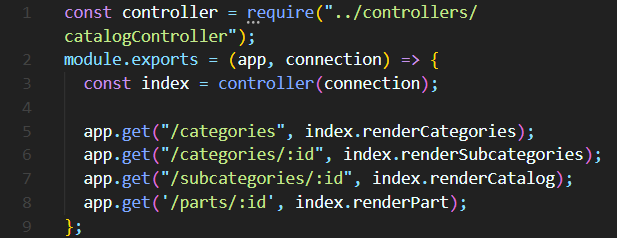 1 const controller = require("../controllers/
catalogController");
2 module.exports = (app, connection) => {
3 const index = controller(connection);
4
5 app.get("/categories", index.renderCategories);
6 app.get("/categories/:id", index.renderSubcategories);
7 app.get("/subcategories/:id", index.renderCatalog);
8 app.get('/parts/:id', index.renderPart);
9 };